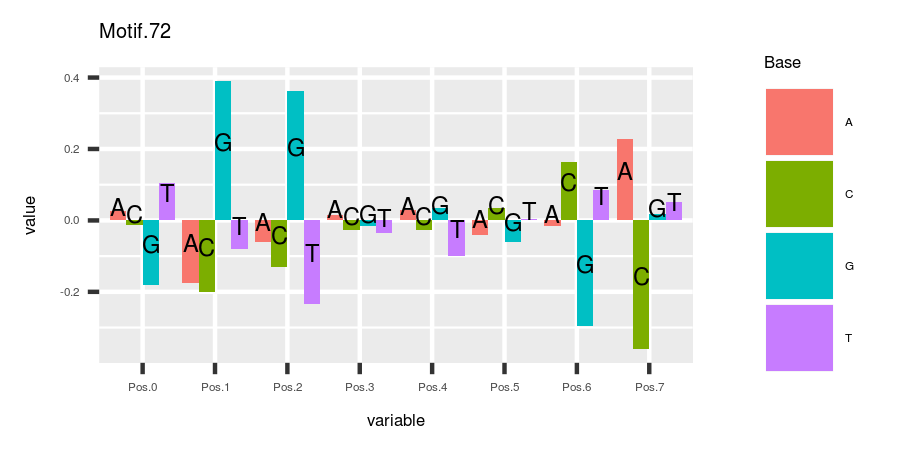 Motif.72
Base
0.4
0.2
0.0
-0.2
value
A C G T
A C G T
A C G T
A C G T
A C G T
A C G T
A C G T
A C G T
Pos.0 Pos.1 Pos.2 Pos.3 Pos.4 Pos.5 Pos.6 Pos.7
variable
A
C
G
T